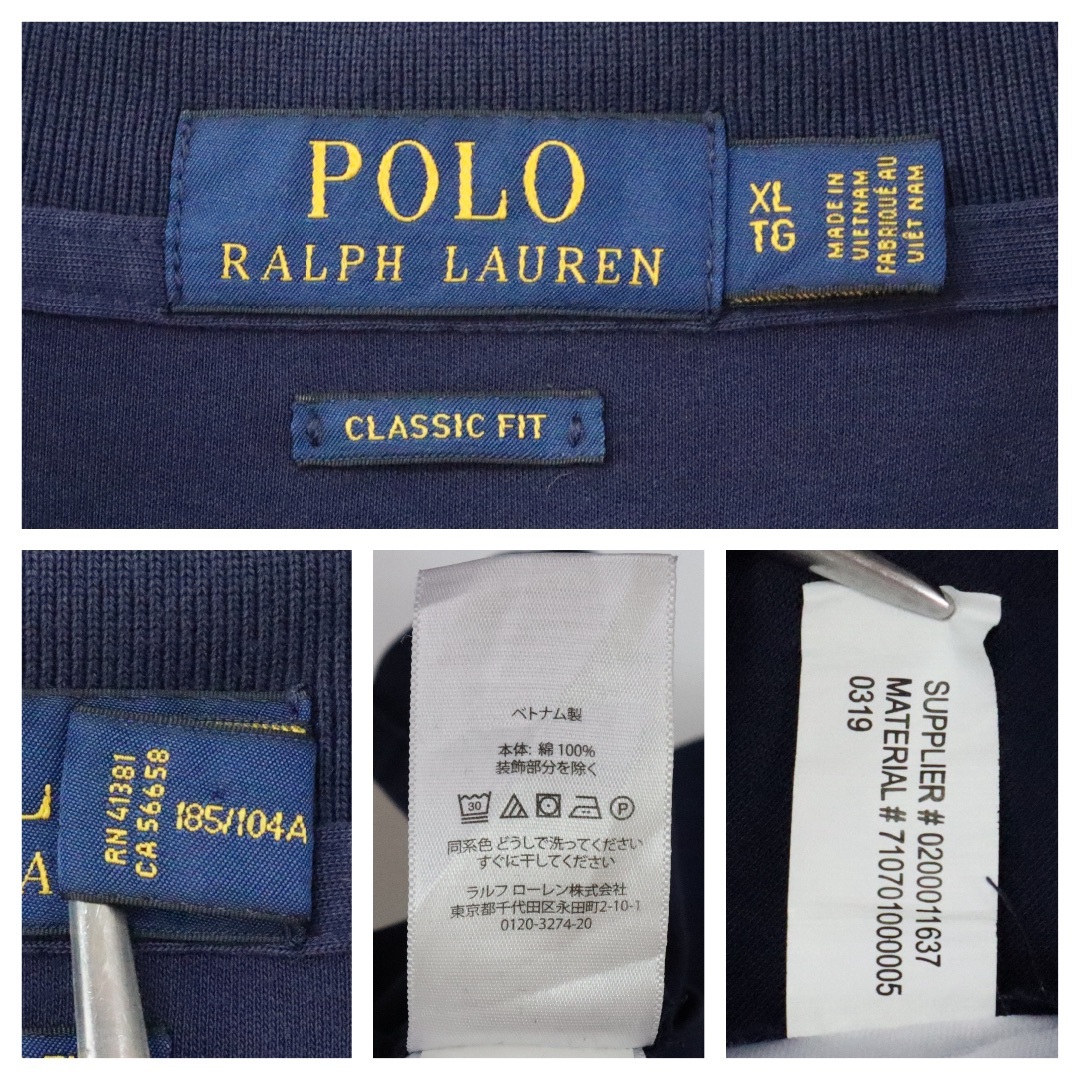 POLO
RALPH LAUREN
XL
TG
MADE IN
VIETNAM
FABRIQUÉ AU
VIÊT NAM
CLASSIC FIT
RN 41381
CA 56658
185/104A
ベトナム製
本体: 綿 100%
装飾部分を除く
30
P
同系色 どうしで洗ってください
すぐに干してください
ラルフ ローレン株式会社
東京都千代田区永田町2-10-1
0120-3274-20
SUPPLIER # 0200011637
MATERIAL # 710701000005
0319